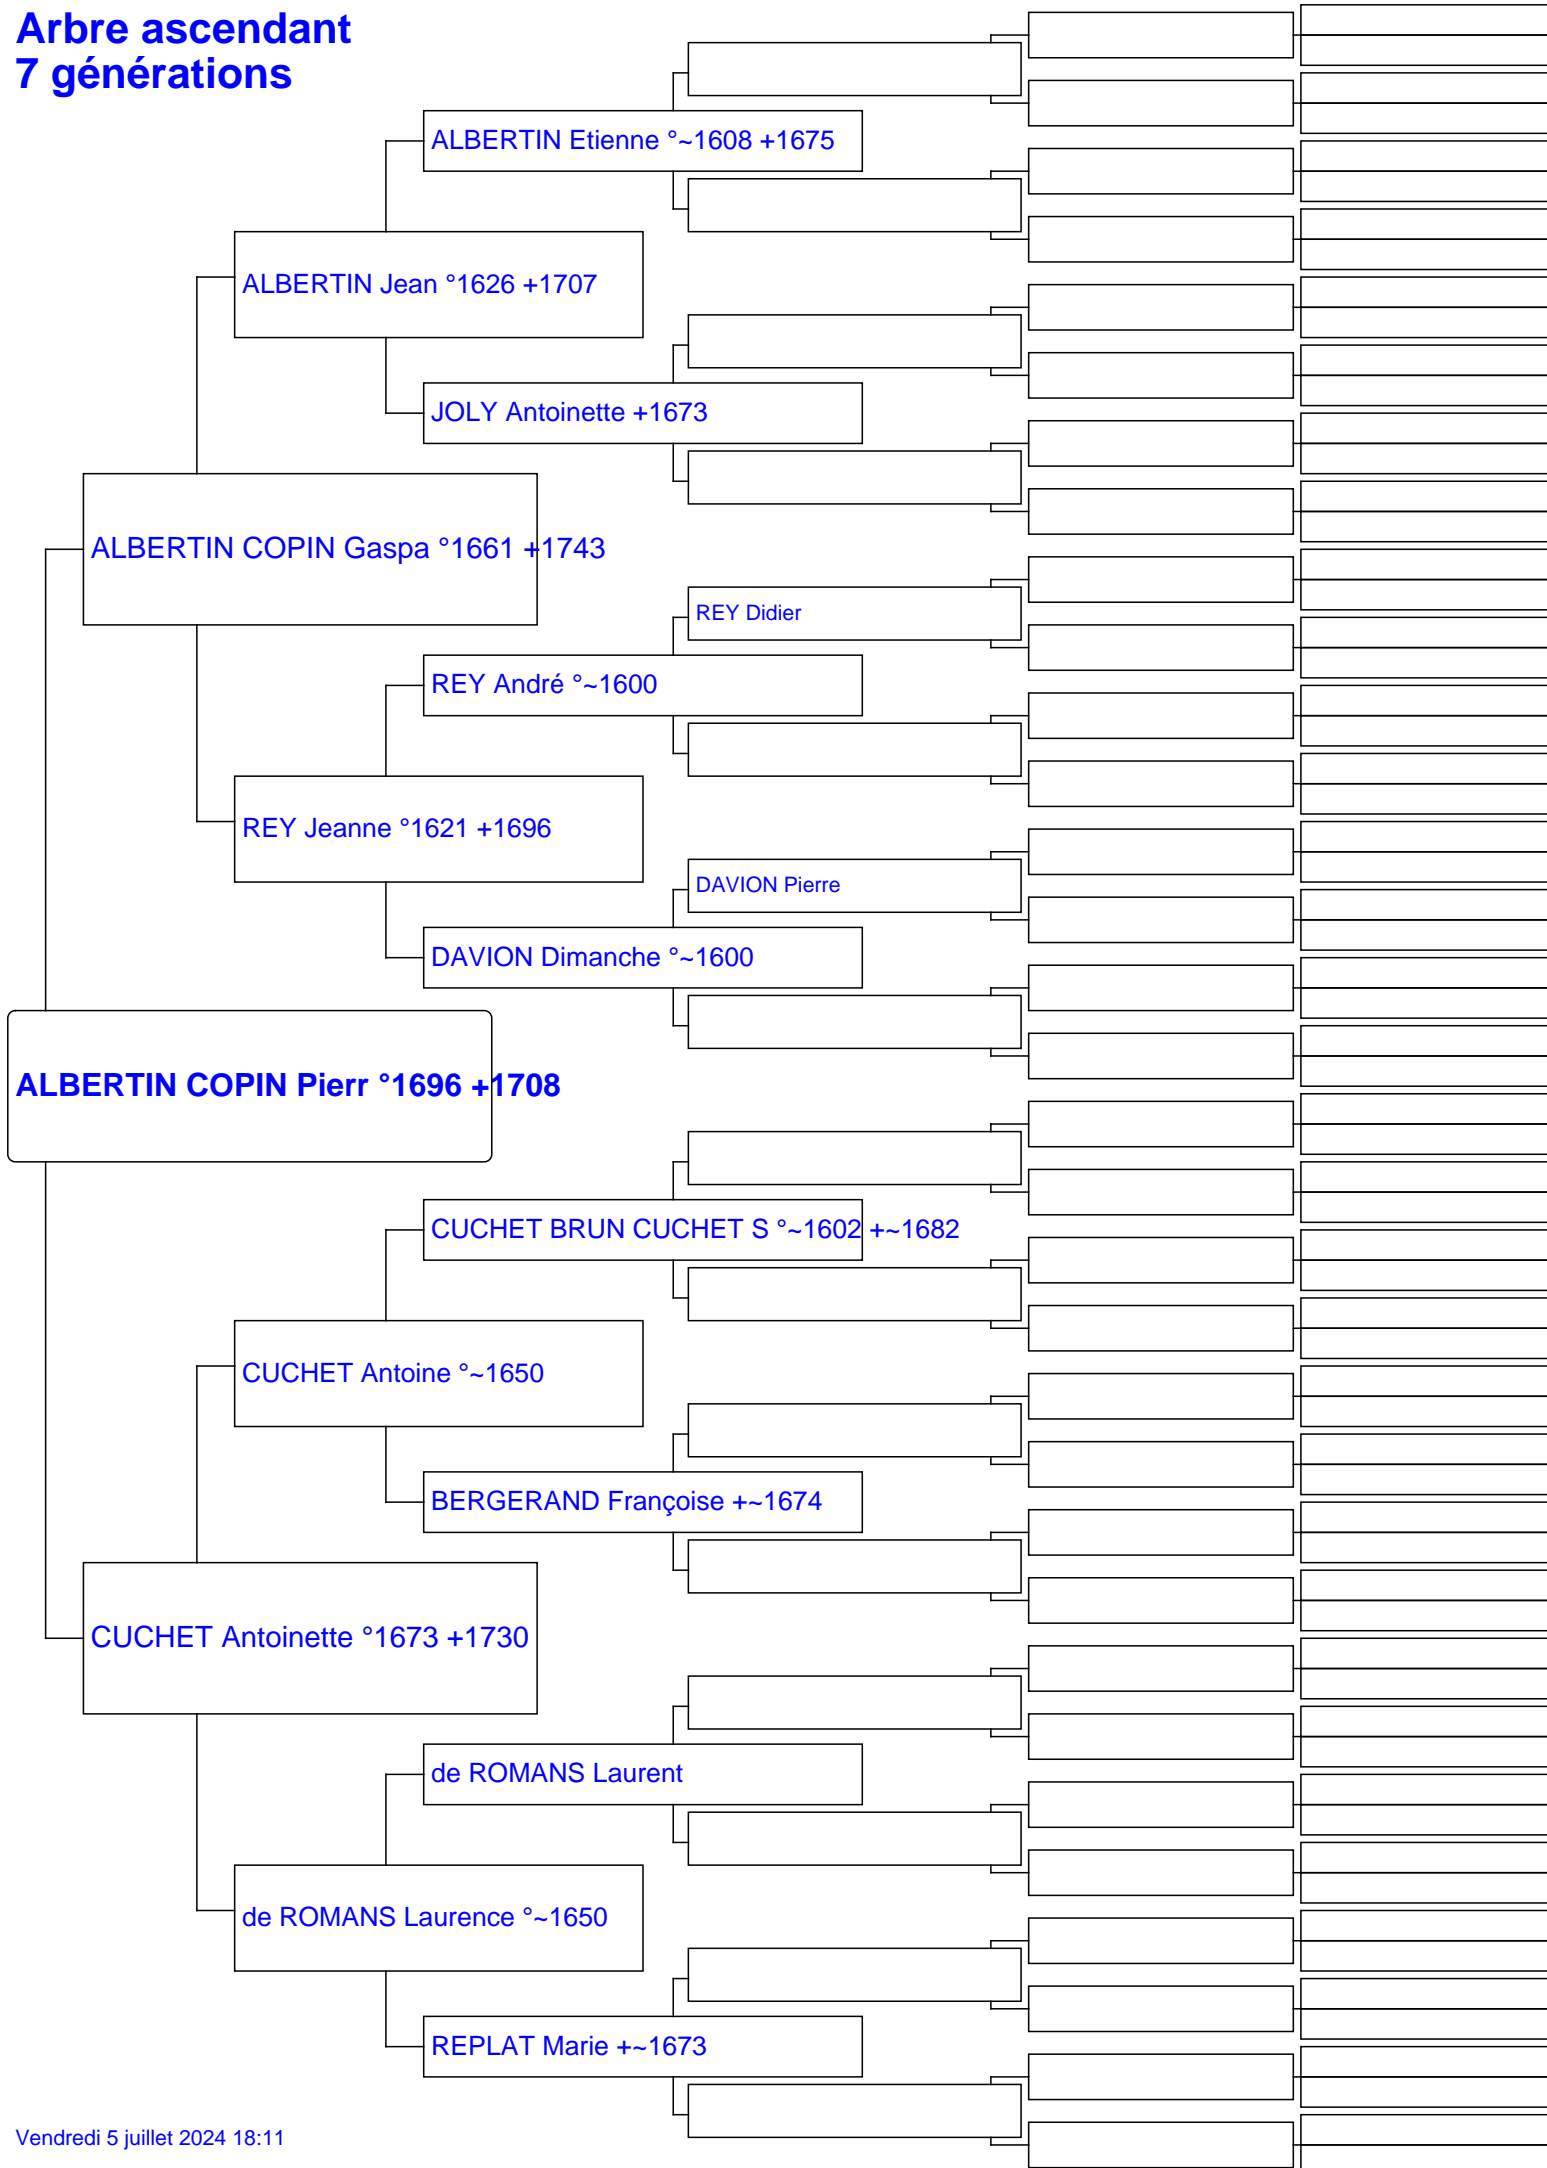 Arbre ascendant
7 générations
ALBERTIN Etienne °~1608 +1675
ALBERTIN Jean °1626 +1707
JOLY Antoinette +1673
ALBERTIN COPIN Gaspa °1661 +1743
REY Didier
REY André °~1600
REY Jeanne °1621 +1696
DAVION Pierre
DAVION Dimanche °~1600
ALBERTIN COPIN Pierr °1696 +1708
CUCHET BRUN CUCHET S °~1602 +~1682
CUCHET Antoine °~1650
BERGERAND Françoise +~1674
CUCHET Antoinette °1673 +1730
de ROMANS Laurent
de ROMANS Laurence °~1650
REPLAT Marie +~1673
Vendredi 5 juillet 2024 18:11